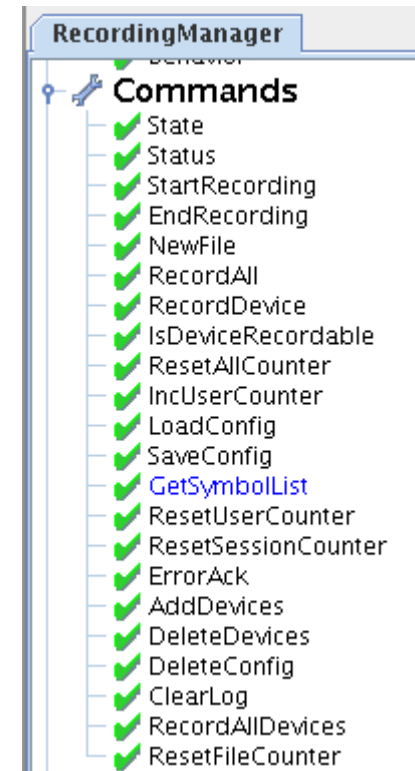 RecordingManager
Behavior
Commands
State
Status
StartRecording
EndRecording
NewFile
RecordAll
RecordDevice
IsDeviceRecordable
ResetAllCounter
IncUserCounter
LoadConfig
SaveConfig
GetSymbolList
ResetUserCounter
ResetSessionCounter
ErrorAck
AddDevices
DeleteDevices
DeleteConfig
ClearLog
RecordAllDevices
ResetFileCounter